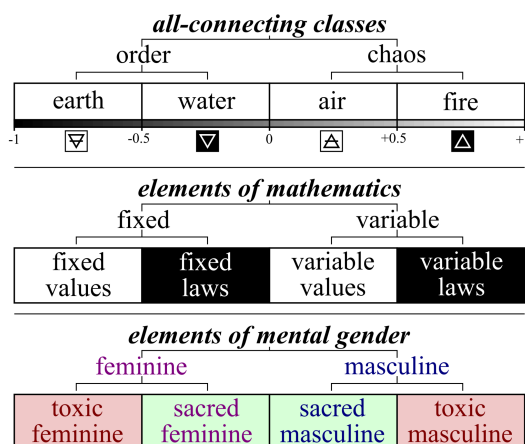 all-connecting classes
order chaos
earth water air fire
-1 -0.5 0 +0.5 +
elements of mathematics
fixed variable
fixed fixed variable variable
values laws values laws
elements of mental gender
feminine masculine
toxic sacred sacred toxic
feminine feminine masculine masculine